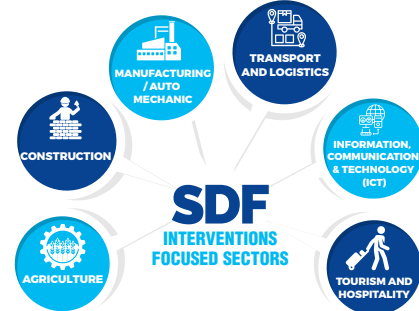 TRANSPORT
AND LOGISTICS
MANUFACTURING
/ AUTO
MECHANIC
CONSTRUCTION
INFORMATION,
COMMUNICATION
& TECHNOLOGY
(ICT)
SDF
INTERVENTIONS
FOCUSED SECTORS
AGRICULTURE
TOURISM AND
HOSPITALITY